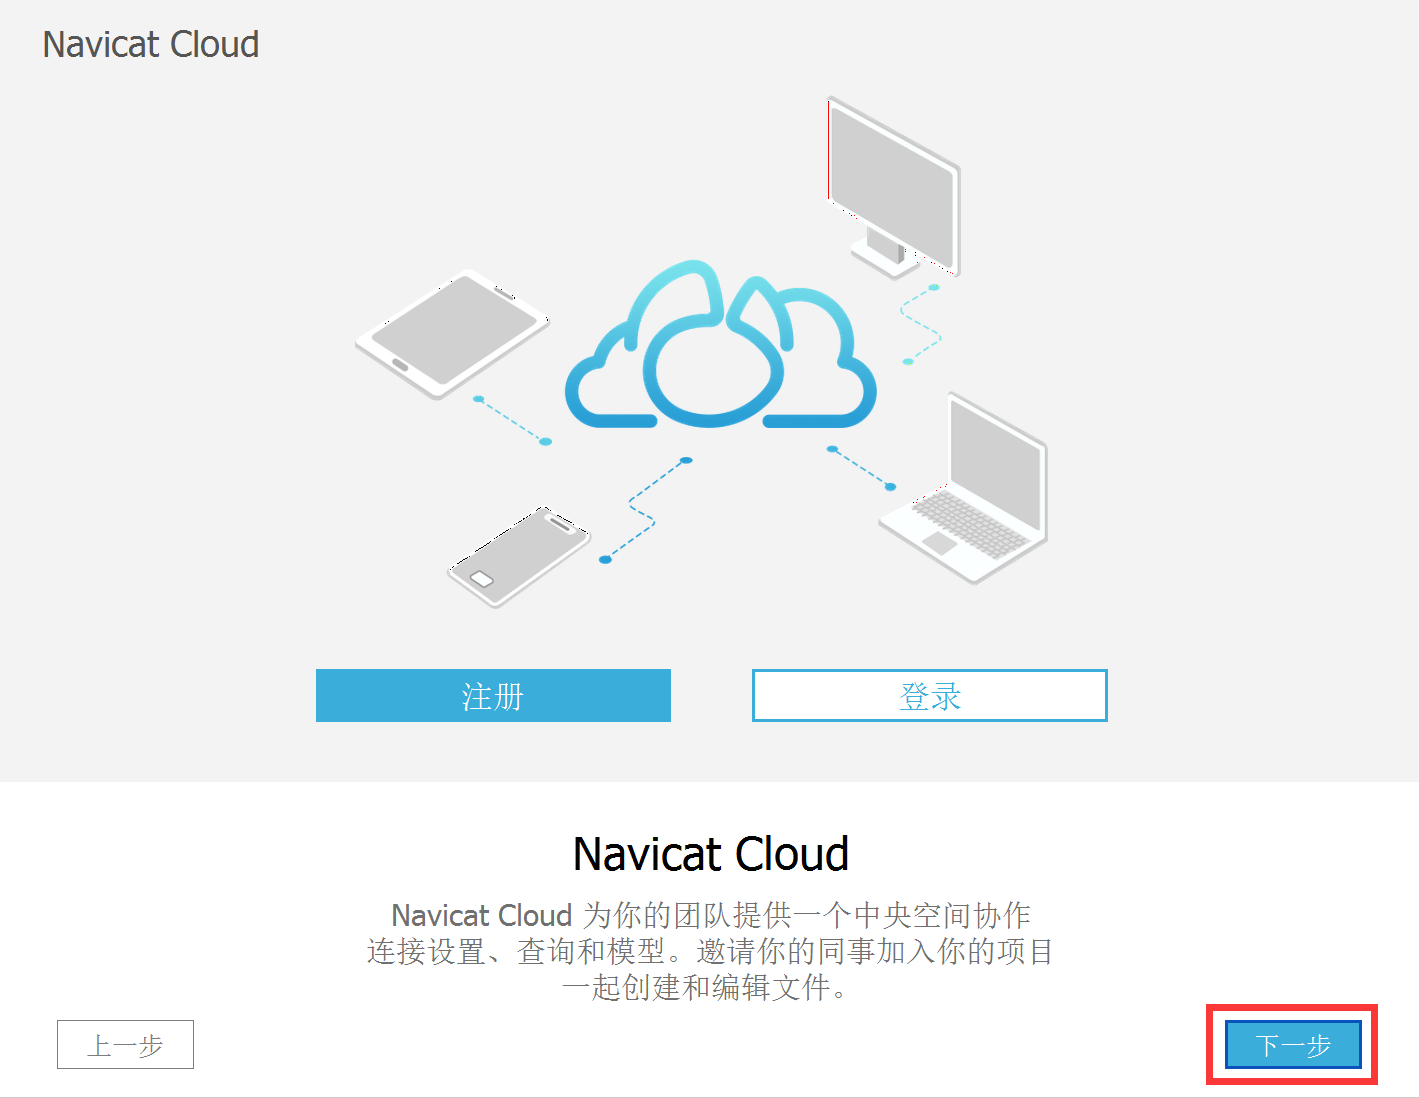 Navicat Cloud
注册
登录
Navicat Cloud
Navicat Cloud 为你的团队提供一个中央空间协作
连接设置、查询和模型。邀请你的同事加入你的项目
一起创建和编辑文件。
上一步
下一步